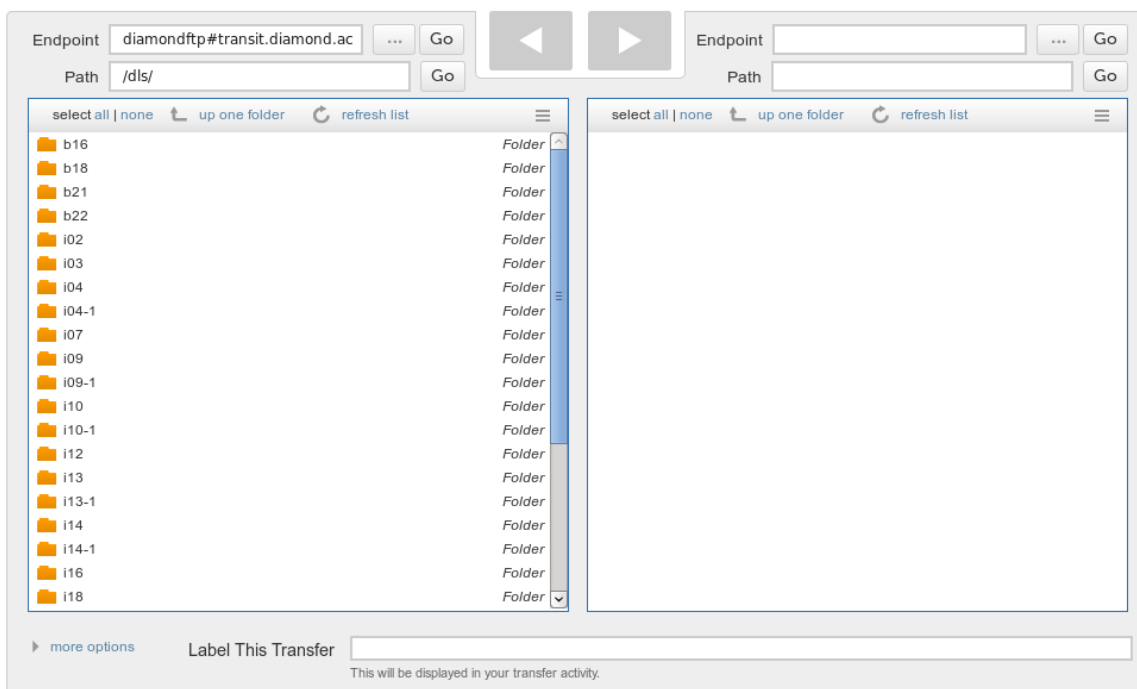 Endpoint diamondftp#transit.diamond.ac ... Go Endpoint ... Go
Path /dls/ Go Path Go
select all | none up one folder refresh list select all | none up one folder refresh list
b16 Folder
b18 Folder
b21 Folder
b22 Folder
i02 Folder
i03 Folder
i04 Folder
i04-1 Folder
i07 Folder
i09 Folder
i09-1 Folder
i10 Folder
i10-1 Folder
i12 Folder
i13 Folder
i13-1 Folder
i14 Folder
i14-1 Folder
i16 Folder
i18 Folder
more options Label This Transfer
This will be displayed in your transfer activity.